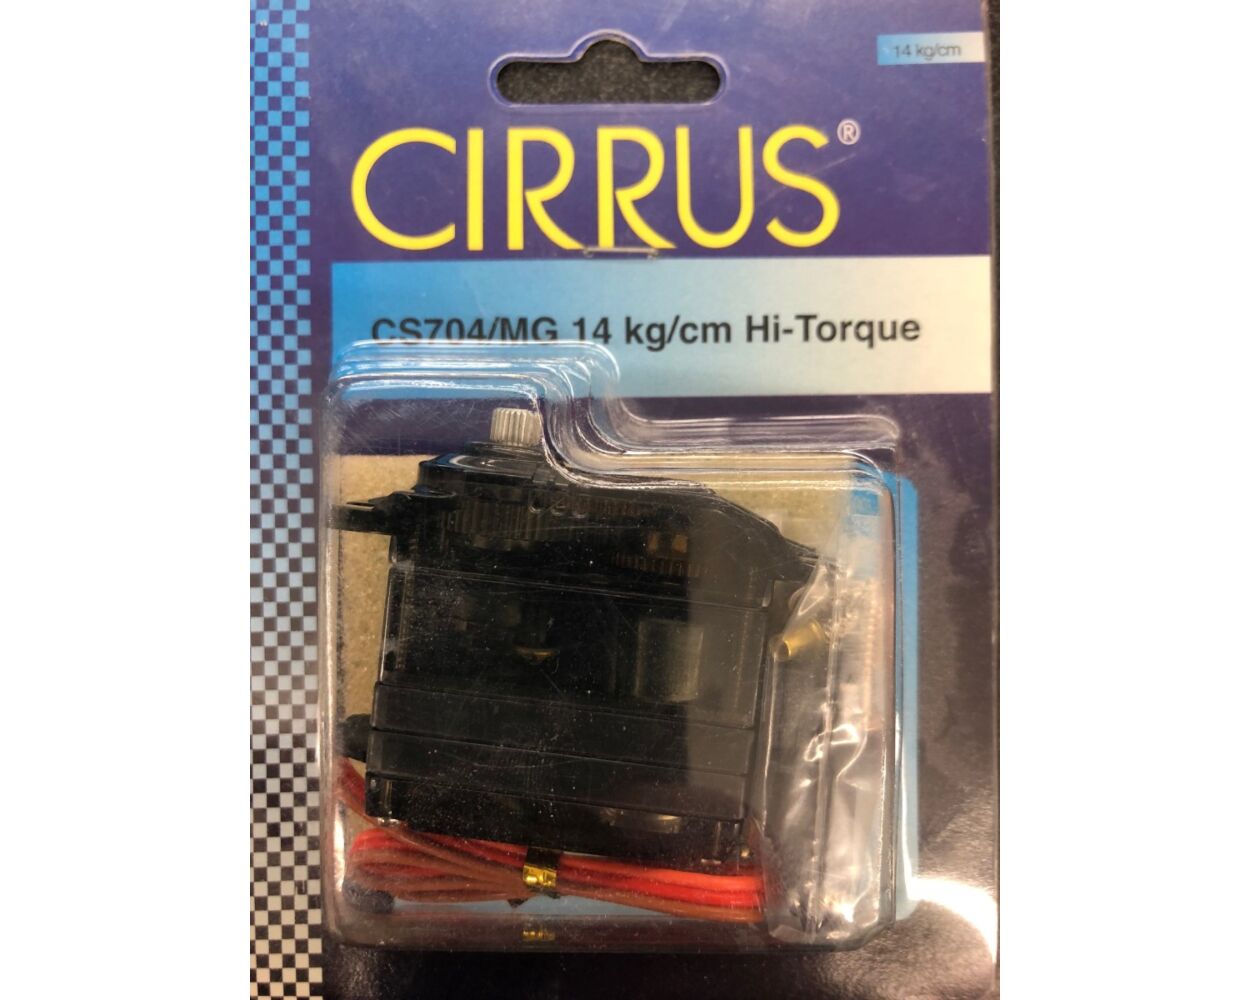 14 kg/cm
CIRRUS®
CS704/MG 14 kg/cm Hi-Torque